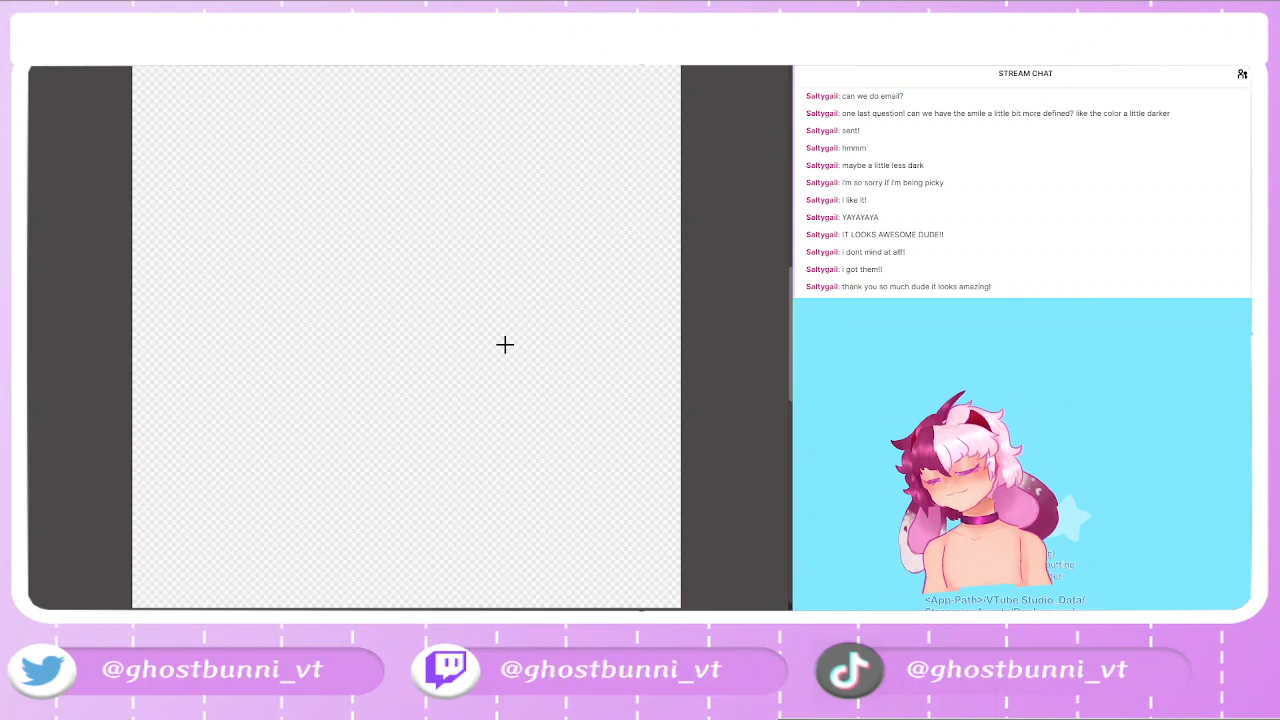 STREAM CHAT
Saltygail: can we do email?
Saltygail: one last question! can we have the smile a little bit more defined? like the color a little darker
Saltygail: sent!
Saltygail: hmmm
Saltygail: maybe a little less dark
Saltygail: i'm so sorry if i'm being picky
Saltygail: i like it!
Saltygail: YAYAYAYA
Saltygail: IT LOOKS AWESOME DUDE!!
Saltygail: i dont mind at all!!
Saltygail: i got them!!
Saltygail: thank you so much dude it looks amazing!
<App-Path>/VTube Studio_Data/
@ghostbunni_vt
@ghostbunni_vt
@ghostbunni_vt